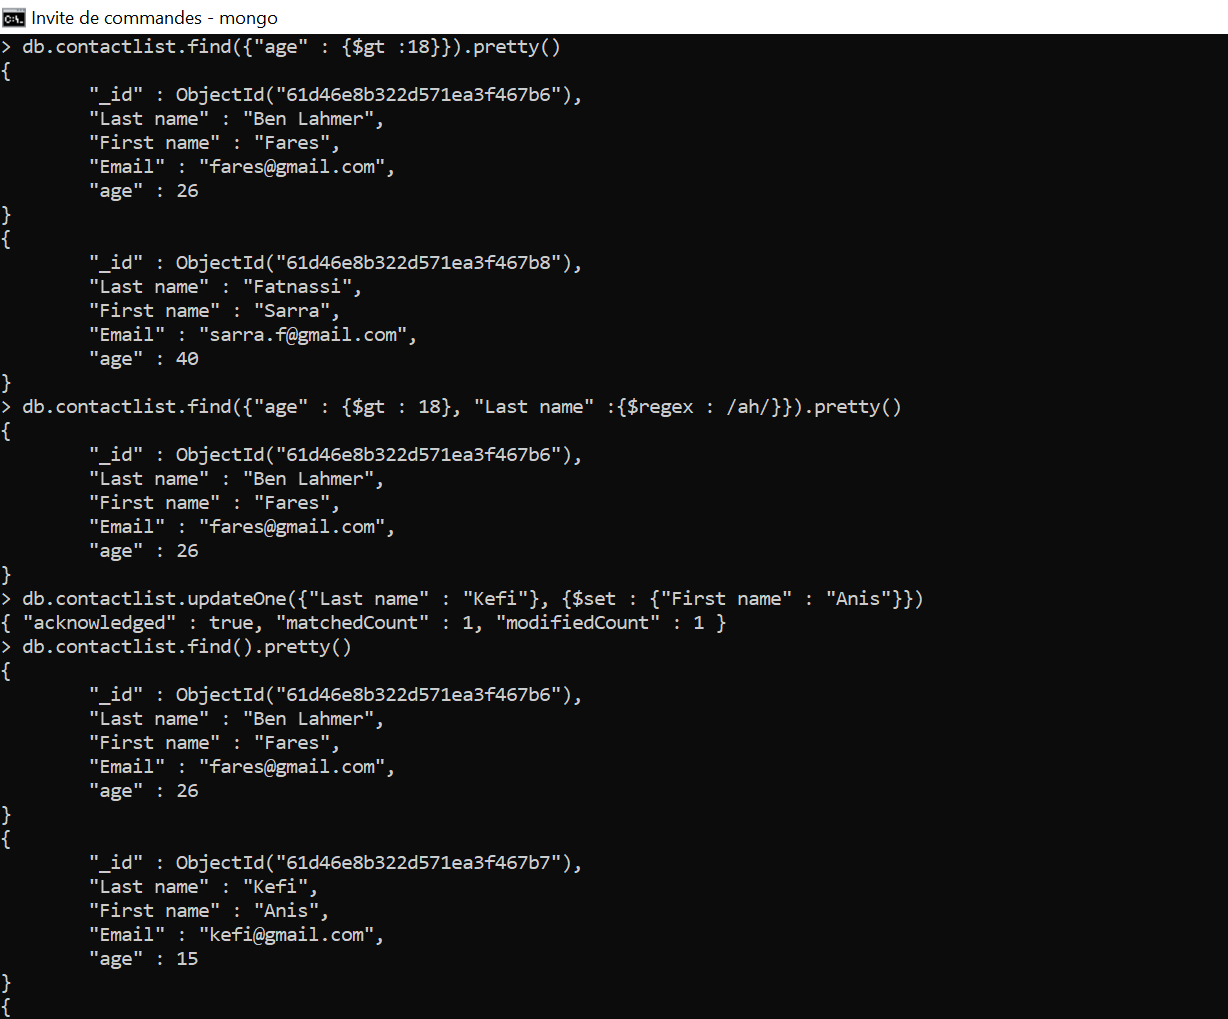 Invite de commandes - mongo
> db.contactlist.find({"age" : {$gt :18}}).pretty()
{
        "_id" : ObjectId("61d46e8b322d571ea3f467b6"),
        "Last name" : "Ben Lahmer",
        "First name" : "Fares",
        "Email" : "fares@gmail.com",
        "age" : 26
}
{
        "_id" : ObjectId("61d46e8b322d571ea3f467b8"),
        "Last name" : "Fatnassi",
        "First name" : "Sarra",
        "Email" : "sarra.f@gmail.com",
        "age" : 40
}
> db.contactlist.find({"age" : {$gt : 18}, "Last name" :{$regex : /ah/}}).pretty()
{
        "_id" : ObjectId("61d46e8b322d571ea3f467b6"),
        "Last name" : "Ben Lahmer",
        "First name" : "Fares",
        "Email" : "fares@gmail.com",
        "age" : 26
}
> db.contactlist.updateOne({"Last name" : "Kefi"}, {$set : {"First name" : "Anis"}})
{ "acknowledged" : true, "matchedCount" : 1, "modifiedCount" : 1 }
> db.contactlist.find().pretty()
{
        "_id" : ObjectId("61d46e8b322d571ea3f467b6"),
        "Last name" : "Ben Lahmer",
        "First name" : "Fares",
        "Email" : "fares@gmail.com",
        "age" : 26
}
{
        "_id" : ObjectId("61d46e8b322d571ea3f467b7"),
        "Last name" : "Kefi",
        "First name" : "Anis",
        "Email" : "kefi@gmail.com",
        "age" : 15
}
{